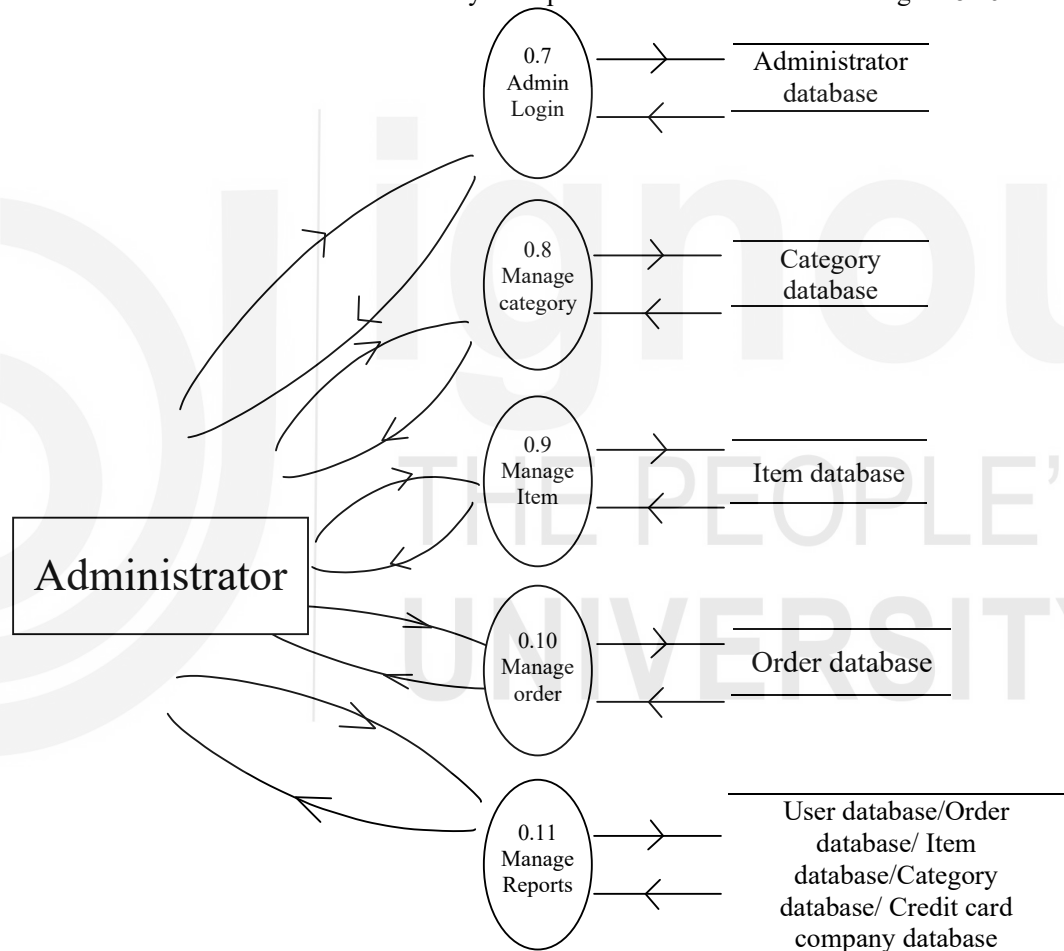 0.7
Admin
Login
Administrator
database
0.8
Manage
category
Category
database
0.9
Manage
Item
Item database
Administrator
0.10
Manage
order
Order database
0.11
Manage
Reports
User database/Order
database/ Item
database/Category
database/ Credit card
company database
ignou
THE PEOPLE'
UNIVERSITY